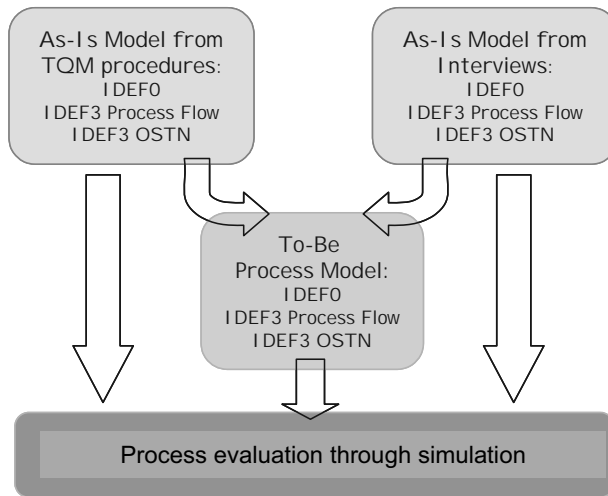 As-Is Model from
TQM procedures:
IDEF0
IDEF3 Process Flow
IDEF3 OSTN
As-Is Model from
Interviews:
IDEF0
IDEF3 Process Flow
IDEF3 OSTN
To-Be
Process Model:
IDEF0
IDEF3 Process Flow
IDEF3 OSTN
Process evaluation through simulation